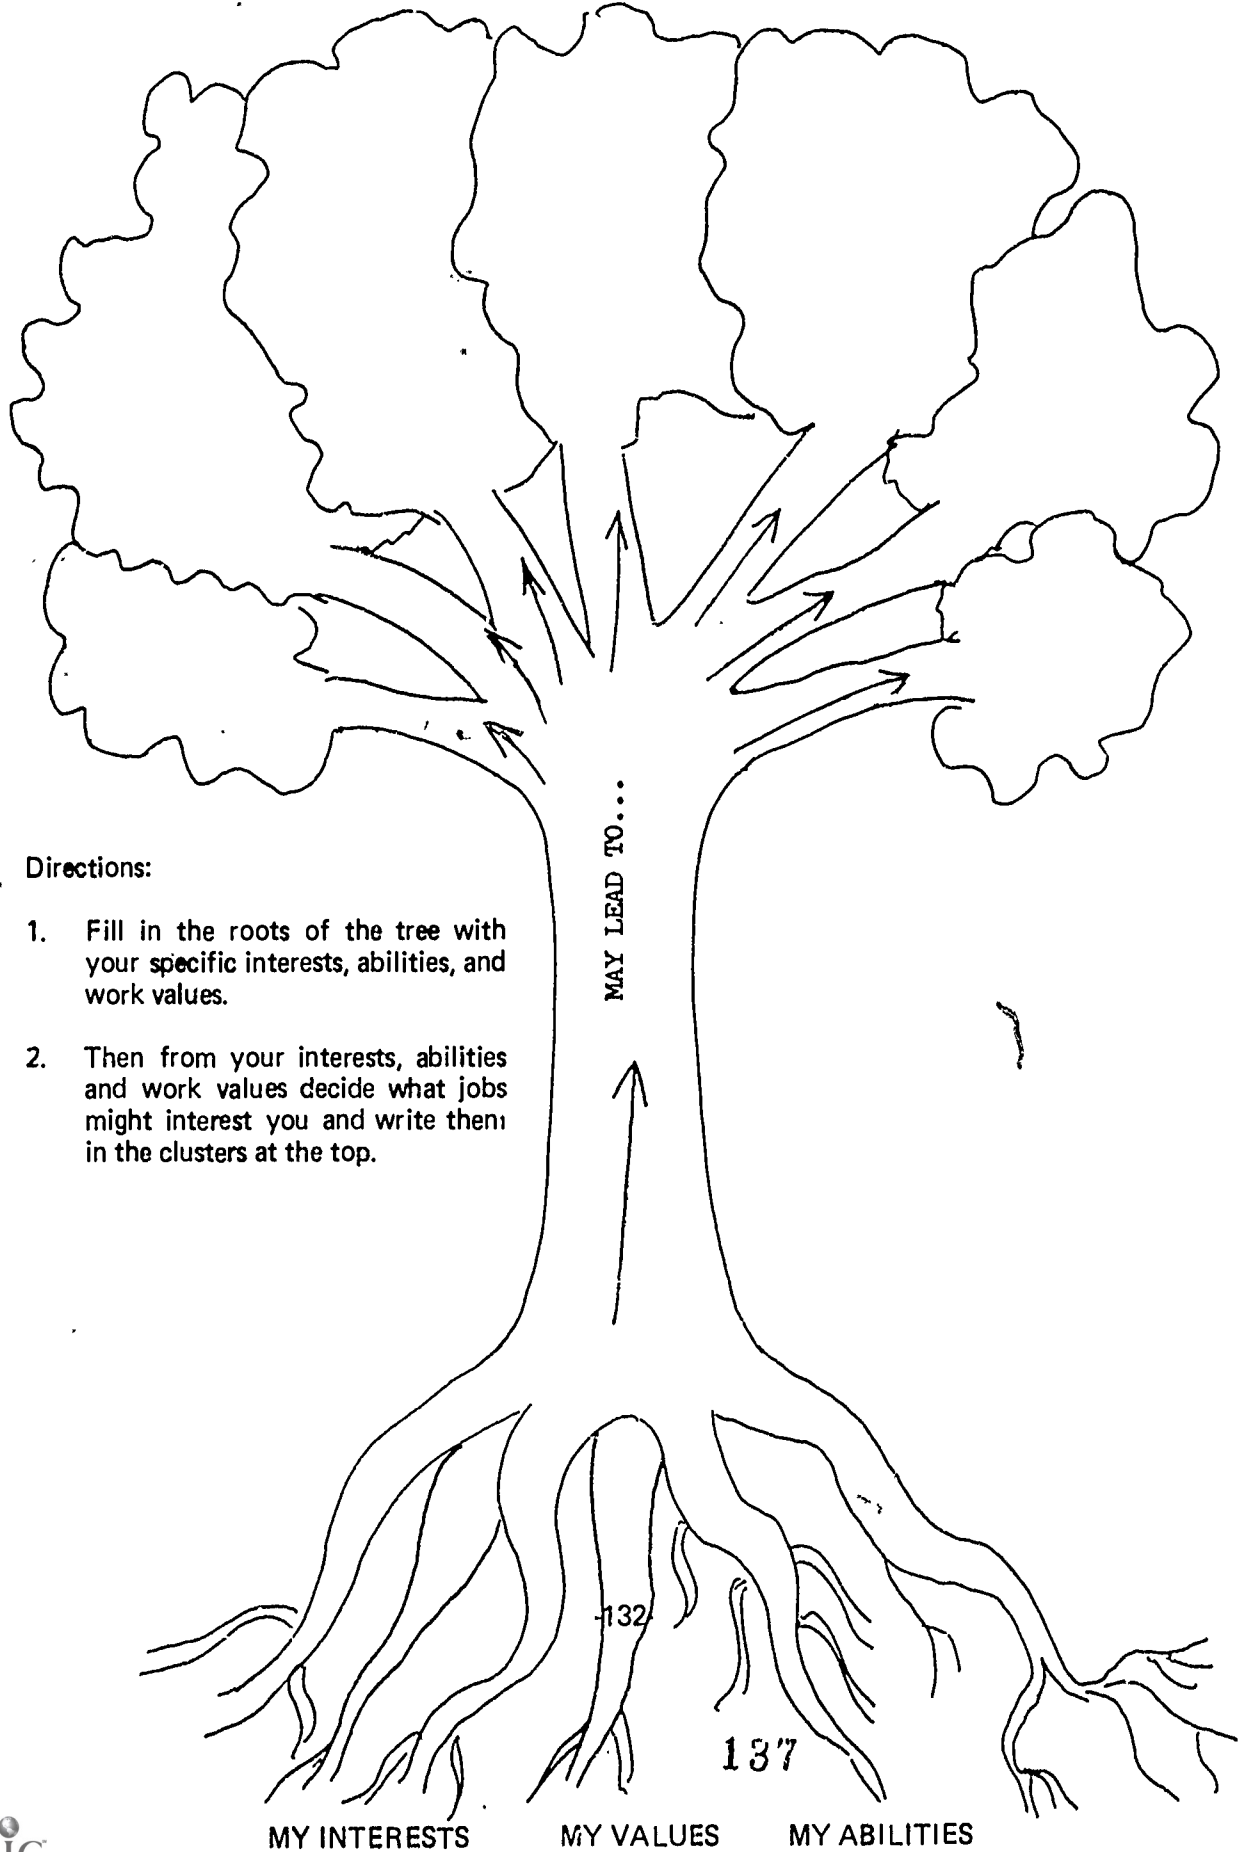 MAY LEAD TO...
Directions:
1. Fill in the roots of the tree with
your specific interests, abilities, and
work values.
2. Then from your interests, abilities
and work values decide what jobs
might interest you and write them
in the clusters at the top.
-132-
137
MY INTERESTS MY VALUES MY ABILITIES